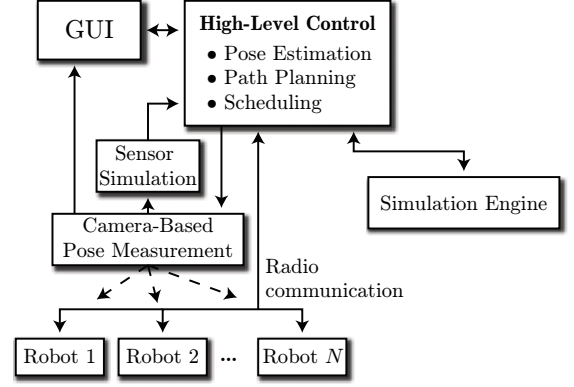 GUI
High-Level Control
• Pose Estimation
• Path Planning
• Scheduling
Sensor
Simulation
Simulation Engine
Camera-Based
Pose Measurement
Radio
communication
Robot 1
Robot 2
...
Robot N